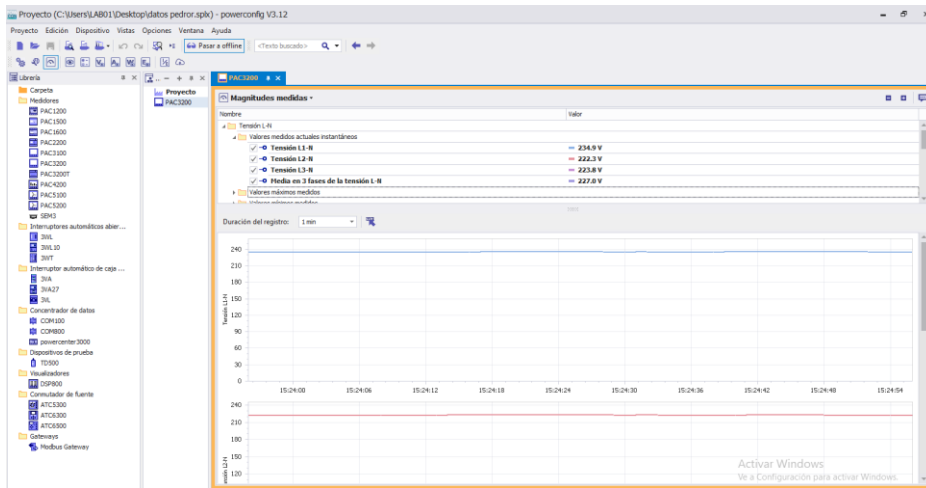 Proyecto (C:\Users\LAB01\Desktop\datos pedror.splx) - powerconfig V3.12
Proyecto Edición Dispositivo Vistas Opciones Ventana Ayuda
Pasar a offline <Texto buscado>
Librería
Carpeta
Medidores
PAC1200
PAC1500
PAC1600
PAC2200
PAC3100
PAC3200
PAC3200T
PAC4200
PAC5100
PAC5200
SEM3
Interruptores automáticos abier...
3WL
3WL10
3WT
Interruptor automático de caja ...
3VA
3VA27
3VL
Concentrador de datos
COM100
COM800
powercenter3000
Dispositivos de prueba
TD500
Visualizadores
DSP800
Conmutador de fuente
ATC5300
ATC6300
ATC6500
Gateways
Modbus Gateway
Proyecto
PAC3200
PAC3200
Magnitudes medidas
Nombre Valor
Tensión L-N
Valores medidos actuales instantáneos
Tensión L1-N 234.9 V
Tensión L2-N 222.3 V
Tensión L3-N 223.8 V
Media en 3 fases de la tensión L-N 227.0 V
Valores máximos medidos
Valores mínimos medidos
Duración del registro: 1 min
Tensión L1-N
240
210
180
150
120
90
60
30
0
15:24:00 15:24:06 15:24:12 15:24:18 15:24:24 15:24:30 15:24:36 15:24:42 15:24:48 15:24:54
240
210
180
150
120
L2-N
Activar Windows
Ve a Configuración para activar Windows.